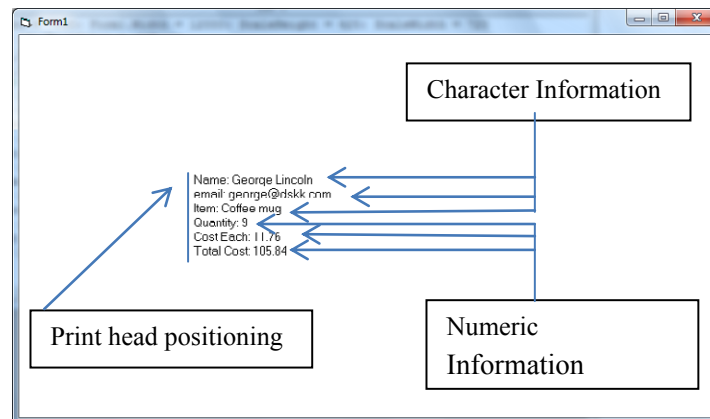 Form1
Character Information
Name: George Lincoln
email: george@dskk.com
Item: Coffee mug
Quantity: 9
Cost Each: 11.76
Total Cost: 105.84
Print head positioning
Numeric
Information